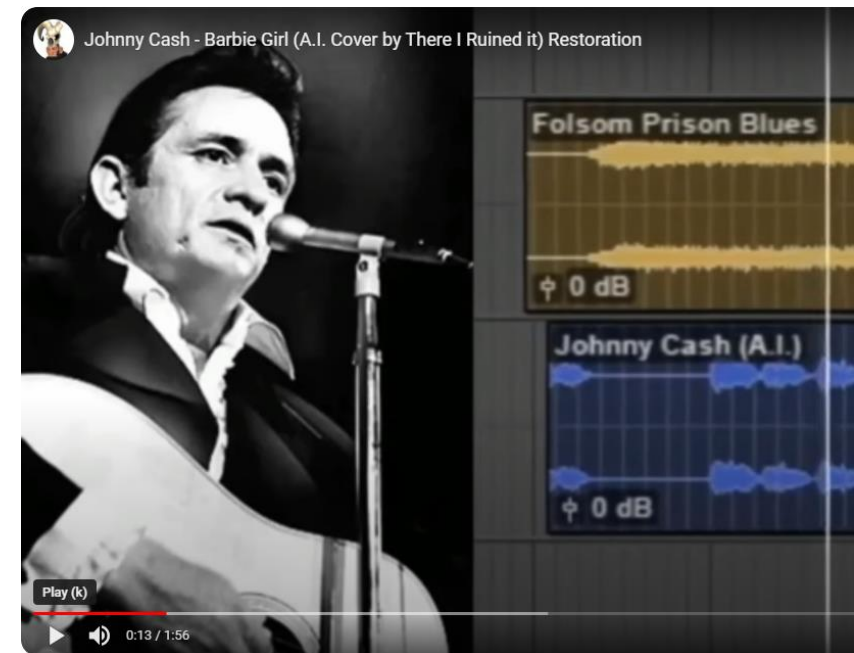 Johnny Cash - Barbie Girl (A.I. Cover by There I Ruined it) Restoration
Folsom Prison Blues
0 dB
Johnny Cash (A.I.)
0 dB
Play (k)
0:13 / 1:56